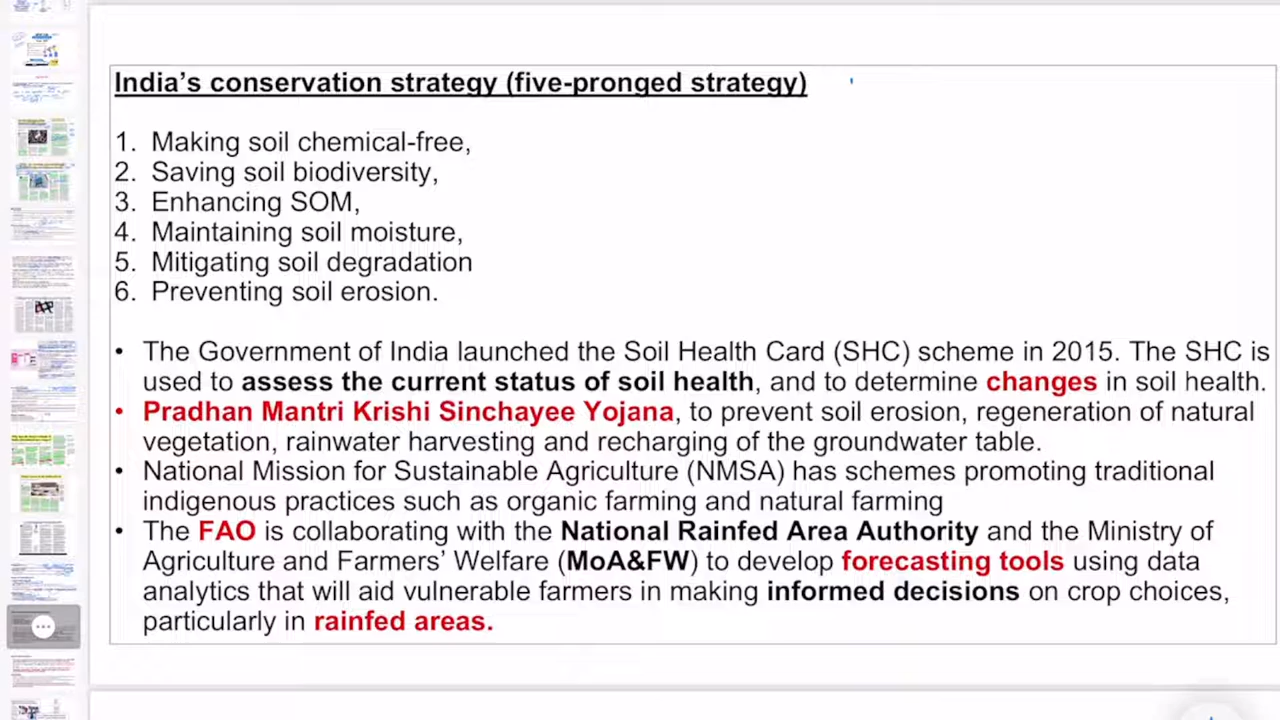 India's conservation strategy (five-pronged strategy)
1. Making soil chemical-free,
2. Saving soil biodiversity,
3. Enhancing SOM,
4. Maintaining soil moisture,
5. Mitigating soil degradation
6. Preventing soil erosion.
• The Government of India launched the Soil Health Card (SHC) scheme in 2015. The SHC is
used to assess the current status of soil health, and to determine changes in soil health.
• Pradhan Mantri Krishi Sinchayee Yojana, to prevent soil erosion, regeneration of natural
vegetation, rainwater harvesting and recharging of the groundwater table.
• National Mission for Sustainable Agriculture (NMSA) has schemes promoting traditional
indigenous practices such as organic farming and natural farming
• The FAO is collaborating with the National Rainfed Area Authority and the Ministry of
Agriculture and Farmers' Welfare (MoA&FW) to develop forecasting tools using data
analytics that will aid vulnerable farmers in making informed decisions on crop choices,
particularly in rainfed areas.